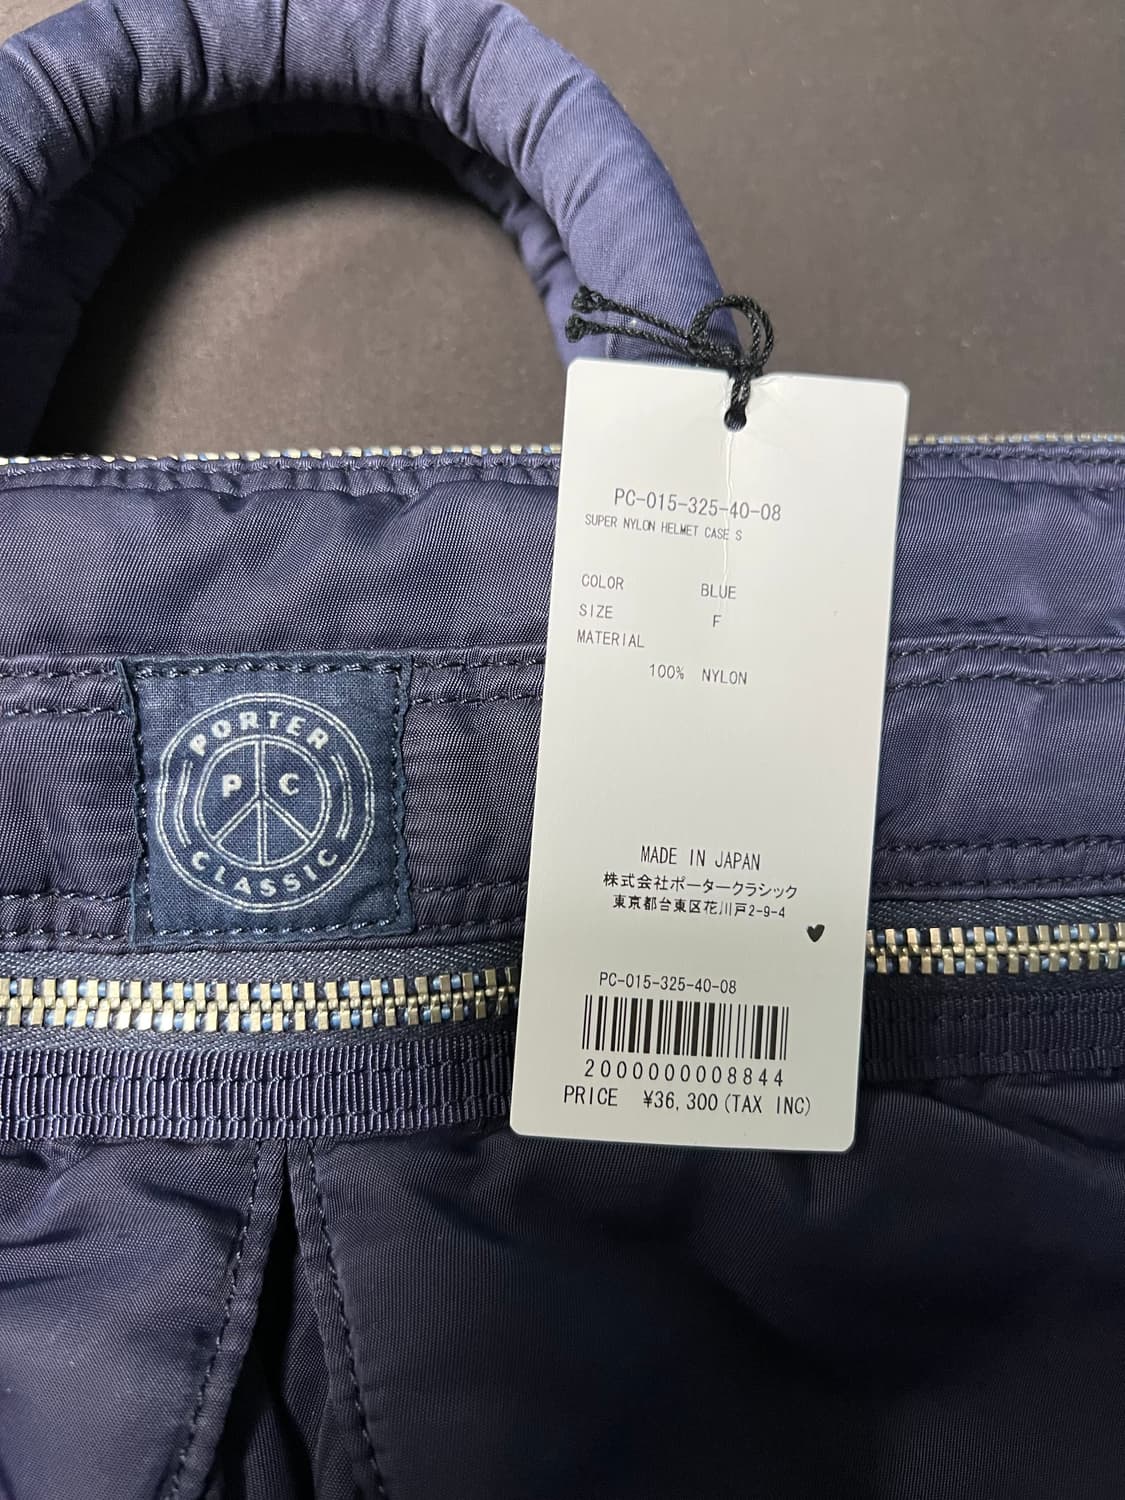 PC-015-325-40-08
SUPER NYLON HELMET CASE S
COLOR BLUE
SIZE F
MATERIAL
100% NYLON
PORTER
P C
CLASSIC
MADE IN JAPAN
株式会社ポータークラシック
東京都台東区花川戸2-9-4
PC-015-325-40-08
2000000008844
PRICE ¥36,300(TAX INC)